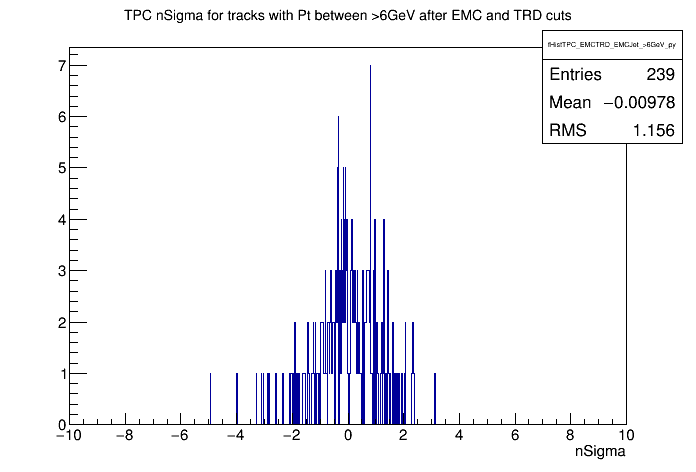 TPC nSigma for tracks with Pt between >6GeV after EMC and TRD cuts
fHistTPC_EMCTRD_EMCJet_>6GeV_py
Entries 239
Mean −0.00978
RMS 1.156
7
6
5
4
3
2
1
0
−10 −8 −6 −4 −2 0 2 4 6 8 10
nSigma